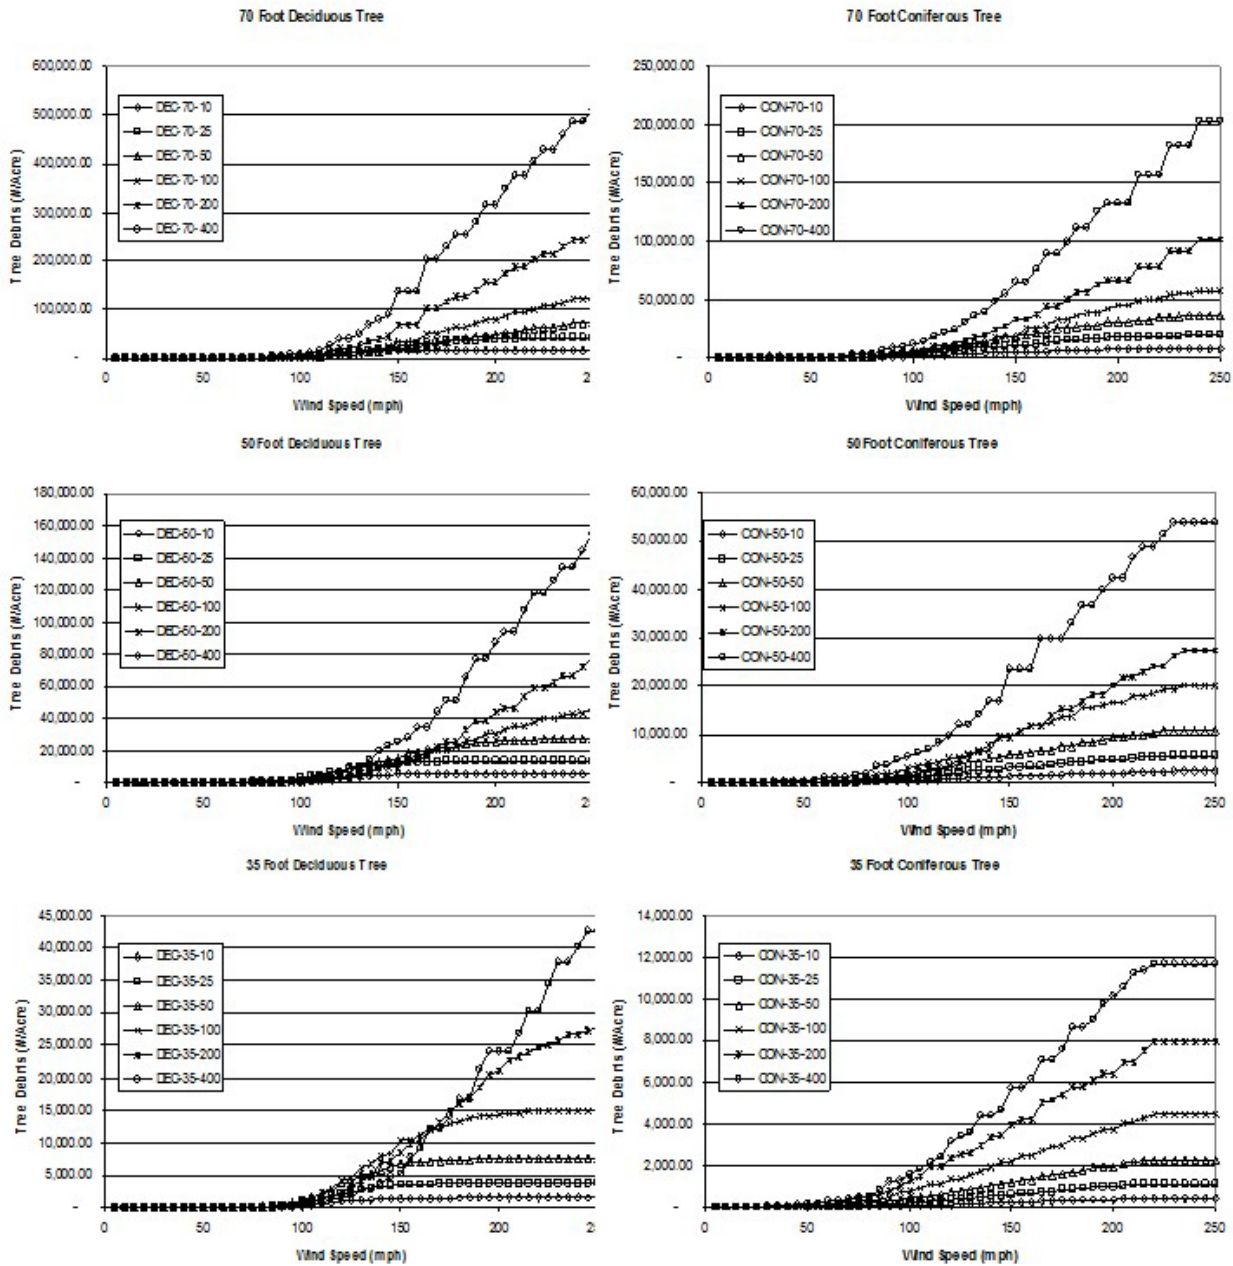 70 Foot Deciduous Tree
600,000.00
500,000.00
400,000.00
300,000.00
200,000.00
100,000.00
-
Tree Debris (#/Acre)
DEC-70-10
DEC-70-25
DEC-70-50
DEC-70-100
DEC-70-200
DEC-70-400
0 50 100 150 200 2
Wind Speed (mph)
70 Foot Coniferous Tree
250,000.00
200,000.00
150,000.00
100,000.00
50,000.00
-
Tree Debris (#/Acre)
CON-70-10
CON-70-25
CON-70-50
CON-70-100
CON-70-200
CON-70-400
0 50 100 150 200 250
Wind Speed (mph)
50 Foot Deciduous Tree
180,000.00
160,000.00
140,000.00
120,000.00
100,000.00
80,000.00
60,000.00
40,000.00
20,000.00
-
Tree Debris (#/Acre)
DEC-50-10
DEC-50-25
DEC-50-50
DEC-50-100
DEC-50-200
DEC-50-400
0 50 100 150 200 2
Wind Speed (mph)
50 Foot Coniferous Tree
60,000.00
50,000.00
40,000.00
30,000.00
20,000.00
10,000.00
-
Tree Debris (#/Acre)
CON-50-10
CON-50-25
CON-50-50
CON-50-100
CON-50-200
CON-50-400
0 50 100 150 200 250
Wind Speed (mph)
35 Foot Deciduous Tree
45,000.00
40,000.00
35,000.00
30,000.00
25,000.00
20,000.00
15,000.00
10,000.00
5,000.00
-
Tree Debris (#/Acre)
DEC-35-10
DEC-35-25
DEC-35-50
DEC-35-100
DEC-35-200
DEC-35-400
0 50 100 150 200 2
Wind Speed (mph)
35 Foot Coniferous Tree
14,000.00
12,000.00
10,000.00
8,000.00
6,000.00
4,000.00
2,000.00
-
Tree Debris (#/Acre)
CON-35-10
CON-35-25
CON-35-50
CON-35-100
CON-35-200
CON-35-400
0 50 100 150 200 250
Wind Speed (mph)